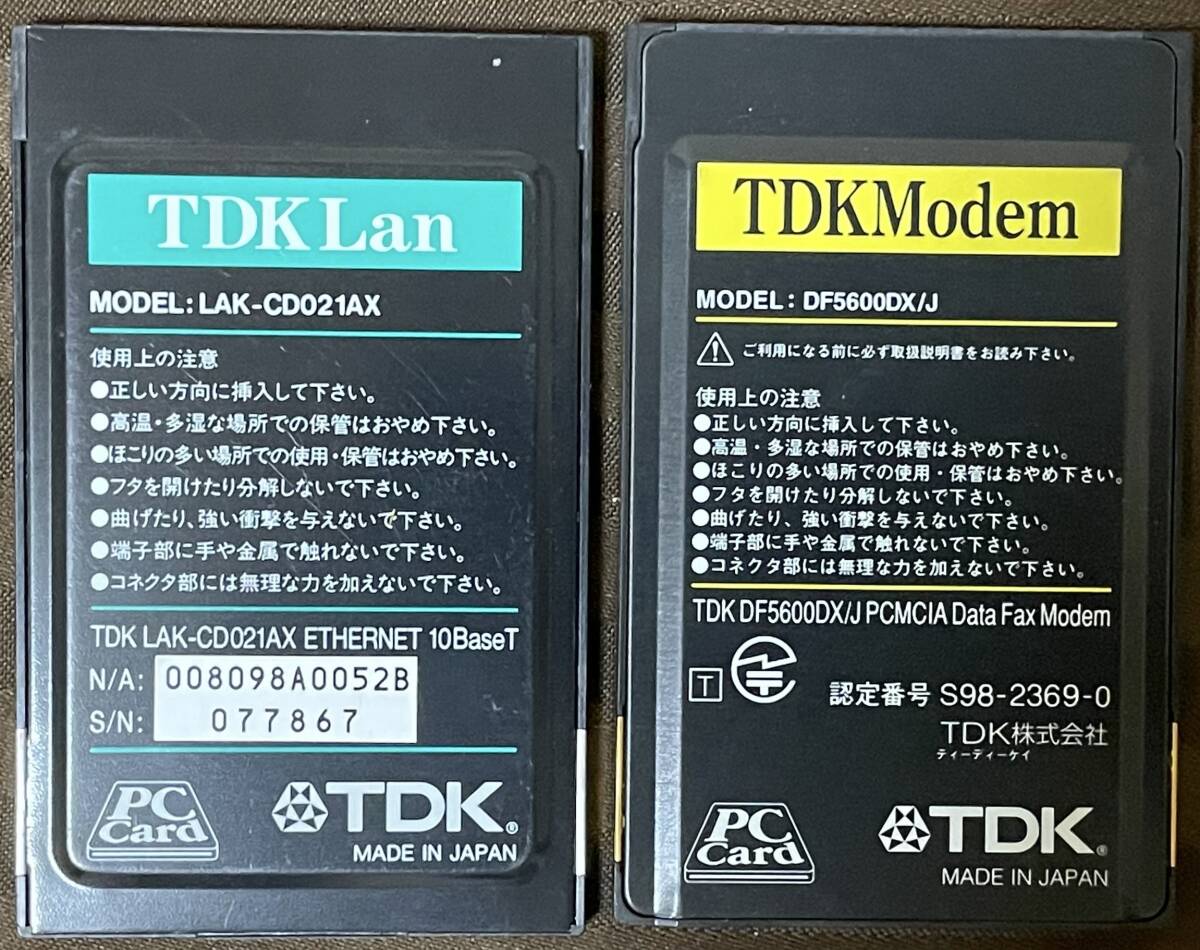 TDK Lan
MODEL: LAK-CD021AX
使用上の注意
●正しい方向に挿入して下さい。
●高温・多湿な場所での保管はおやめ下さい。
●ほこりの多い場所での使用・保管はおやめ下さい。
●フタを開けたり分解しないで下さい。
●曲げたり、強い衝撃を与えないで下さい。
●端子部に手や金属で触れないで下さい。
●コネクタ部には無理な力を加えないで下さい。
TDK LAK-CD021AX ETHERNET 10BaseT
N/A: 008098A0052B
S/N: 077867
PC
Card
TDK®
MADE IN JAPAN
TDKModem
MODEL: DF5600DX/J
ご利用になる前に必ず取扱説明書をお読み下さい。
使用上の注意
●正しい方向に挿入して下さい。
●高温・多湿な場所での保管はおやめ下さい。
●ほこりの多い場所での使用・保管はおやめ下さい。
●フタを開けたり分解しないで下さい。
●曲げたり、強い衝撃を与えないで下さい。
●端子部に手や金属で触れないで下さい。
●コネクタ部には無理な力を加えないで下さい。
TDK DF5600DX/J PCMCIA Data Fax Modem
T 認定番号 S98-2369-0
TDK株式会社
ティーディーケイ
PC
Card
TDK®
MADE IN JAPAN